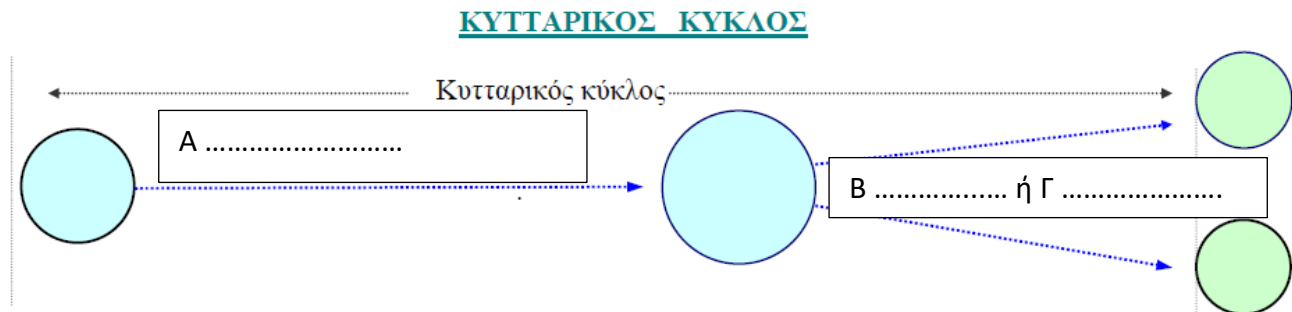 ΚΥΤΤΑΡΙΚΟΣ ΚΥΚΛΟΣ
Κυτταρικός κύκλος
Α ...............................
Β ................... ή Γ ......................